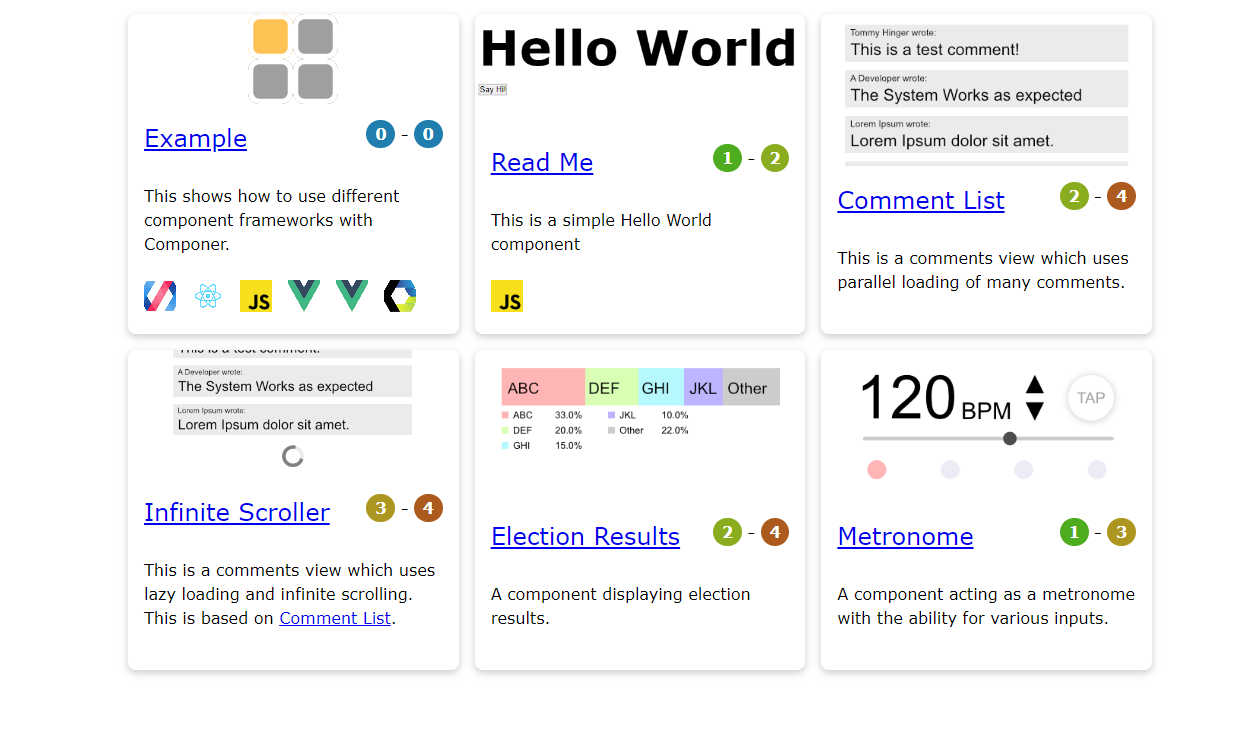 Example
0 - 0
This shows how to use different
component frameworks with
Componer.
JS
Hello World
Say Hi!
Read Me
1 - 2
This is a simple Hello World
component
JS
Tommy Hinger wrote:
This is a test comment!
A Developer wrote:
The System Works as expected
Lorem Ipsum wrote:
Lorem Ipsum dolor sit amet.
Comment List
2 - 4
This is a comments view which uses
parallel loading of many comments.
This is a test comment!
A Developer wrote:
The System Works as expected
Lorem Ipsum wrote:
Lorem Ipsum dolor sit amet.
Infinite Scroller
3 - 4
This is a comments view which uses
lazy loading and infinite scrolling.
This is based on Comment List.
ABC DEF GHI JKL Other
ABC 33.0% JKL 10.0%
DEF 20.0% Other 22.0%
GHI 15.0%
Election Results
2 - 4
A component displaying election
results.
120 BPM TAP
Metronome
1 - 3
A component acting as a metronome
with the ability for various inputs.